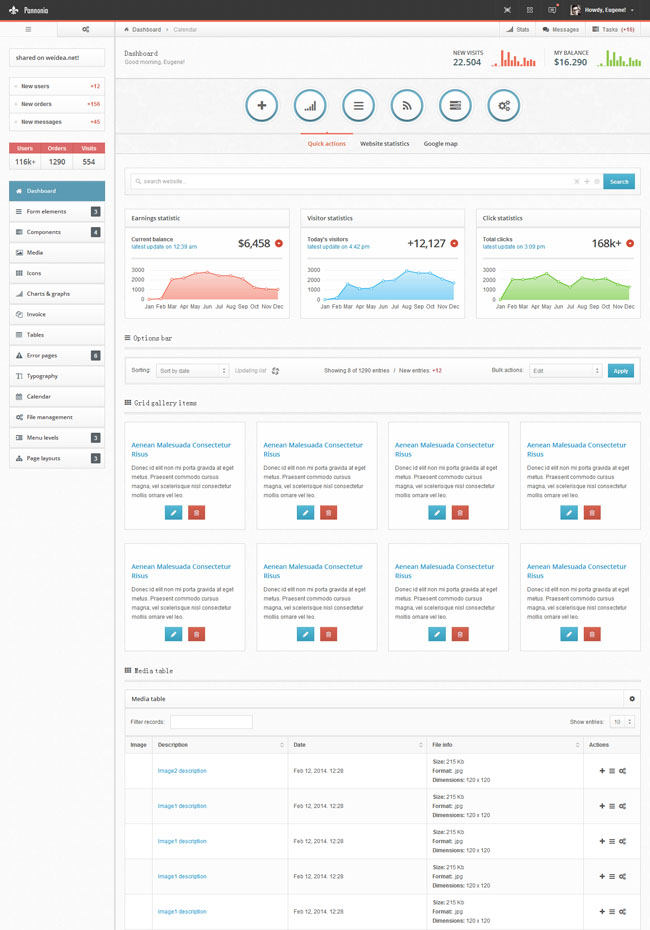 Pannonia
Howdy, Eugene!
Dashboard Calendar
Stats Messages Tasks (+16)
shared on weidea.net!
New users +12
New orders +156
New messages +45
Users Orders Visits
116k+ 1290 554
Dashboard
Form elements 3
Components 4
Media
Icons
Charts & graphs
Invoice
Tables
Error pages 6
Typography
Calendar
File management
Menu levels 3
Page layouts 3
Dashboard
Good morning, Eugene!
NEW VISITS
22.504
MY BALANCE
$16.290
Quick actions Website statistics Google map
search website...
Search
Earnings statistic
Current balance
latest update on 12:39 am
$6,458
3000
2000
1000
0
Jan Feb Mar Apr May Jun Jul Aug Sep Oct Nov Dec
Visitor statistics
Today's visitors
latest update on 4:42 pm
+12,127
3000
2000
1000
0
Jan Feb Mar Apr May Jun Jul Aug Sep Oct Nov Dec
Click statistics
Total clicks
latest update on 3:09 pm
168k+
3000
2000
1000
0
Jan Feb Mar Apr May Jun Jul Aug Sep Oct Nov Dec
Options bar
Sorting: Sort by date Updating list Showing 8 of 1290 entries / New entries: +12 Bulk actions: Edit Apply
Grid gallery items
Aenean Malesuada Consectetur
Risus
Donec id elit non mi porta gravida at eget
metus. Praesent commodo cursus
magna, vel scelerisque nisl consectetur
mollis ornare vel leo.
Aenean Malesuada Consectetur
Risus
Donec id elit non mi porta gravida at eget
metus. Praesent commodo cursus
magna, vel scelerisque nisl consectetur
mollis ornare vel leo.
Aenean Malesuada Consectetur
Risus
Donec id elit non mi porta gravida at eget
metus. Praesent commodo cursus
magna, vel scelerisque nisl consectetur
mollis ornare vel leo.
Aenean Malesuada Consectetur
Risus
Donec id elit non mi porta gravida at eget
metus. Praesent commodo cursus
magna, vel scelerisque nisl consectetur
mollis ornare vel leo.
Aenean Malesuada Consectetur
Risus
Donec id elit non mi porta gravida at eget
metus. Praesent commodo cursus
magna, vel scelerisque nisl consectetur
mollis ornare vel leo.
Aenean Malesuada Consectetur
Risus
Donec id elit non mi porta gravida at eget
metus. Praesent commodo cursus
magna, vel scelerisque nisl consectetur
mollis ornare vel leo.
Aenean Malesuada Consectetur
Risus
Donec id elit non mi porta gravida at eget
metus. Praesent commodo cursus
magna, vel scelerisque nisl consectetur
mollis ornare vel leo.
Aenean Malesuada Consectetur
Risus
Donec id elit non mi porta gravida at eget
metus. Praesent commodo cursus
magna, vel scelerisque nisl consectetur
mollis ornare vel leo.
Media table
Media table
Filter records: Show entries: 10
Image Description Date File info Actions
Image2 description Feb 12, 2014. 12:28
Size: 215 Kb
Format: .jpg
Dimensions: 120 x 120
Image1 description Feb 12, 2014. 12:28
Size: 215 Kb
Format: .jpg
Dimensions: 120 x 120
Image1 description Feb 12, 2014. 12:28
Size: 215 Kb
Format: .jpg
Dimensions: 120 x 120
Image1 description Feb 12, 2014. 12:28
Size: 215 Kb
Format: .jpg
Dimensions: 120 x 120
Image1 description Feb 12, 2014. 12:28
Size: 215 Kb
Format: .jpg
Dimensions: 120 x 120